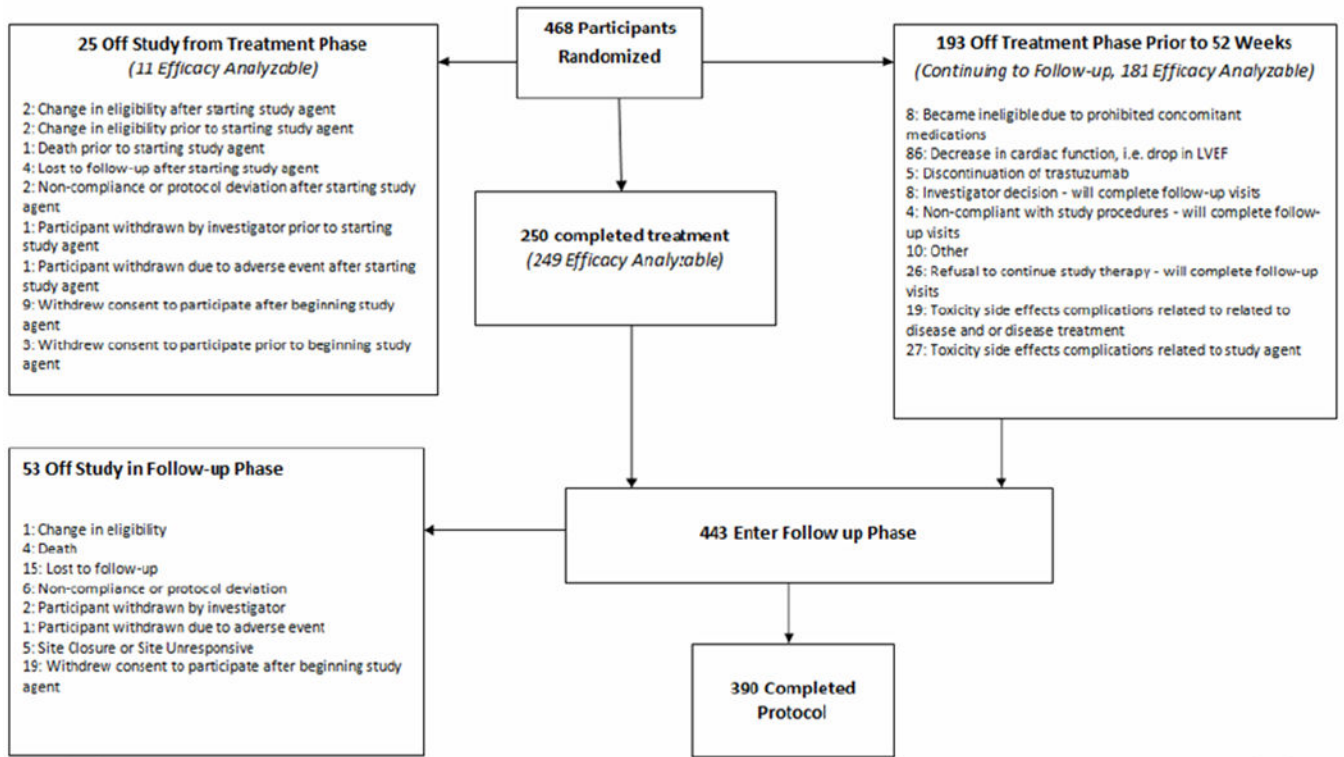 468 Participants
Randomized
25 Off Study from Treatment Phase
(11 Efficacy Analyzable)
2: Change in eligibility after starting study agent
2: Change in eligibility prior to starting study agent
1: Death prior to starting study agent
4: Lost to follow-up after starting study agent
2: Non-compliance or protocol deviation after starting study
agent
1: Participant withdrawn by investigator prior to starting
study agent
1: Participant withdrawn due to adverse event after starting
study agent
9: Withdrew consent to participate after beginning study
agent
3: Withdrew consent to participate prior to beginning study
agent
193 Off Treatment Phase Prior to 52 Weeks
(Continuing to Follow-up, 181 Efficacy Analyzable)
8: Became ineligible due to prohibited concomitant
medications
86: Decrease in cardiac function, i.e. drop in LVEF
5: Discontinuation of trastuzumab
8: Investigator decision - will complete follow-up visits
4: Non-compliant with study procedures - will complete follow-
up visits
10: Other
26: Refusal to continue study therapy - will complete follow-up
visits
19: Toxicity side effects complications related to related to
disease and or disease treatment
27: Toxicity side effects complications related to study agent
250 completed treatment
(249 Efficacy Analyzable)
53 Off Study in Follow-up Phase
1: Change in eligibility
4: Death
15: Lost to follow-up
6: Non-compliance or protocol deviation
2: Participant withdrawn by investigator
1: Participant withdrawn due to adverse event
5: Site Closure or Site Unresponsive
19: Withdrew consent to participate after beginning study
agent
443 Enter Follow up Phase
390 Completed
Protocol